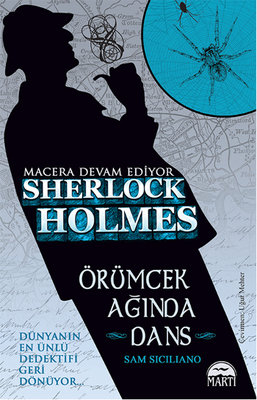 MACERA DEVAM EDİYOR
SHERLOCK
HOLMES
ÖRÜMCEK
AĞINDA
DANS
SAM SICILIANO
DÜNYANIN
EN ÜNLÜ
DEDEKTİFİ
GERİ
DÖNÜYOR...
Çevirmen: Uğur Mehter
MARTI